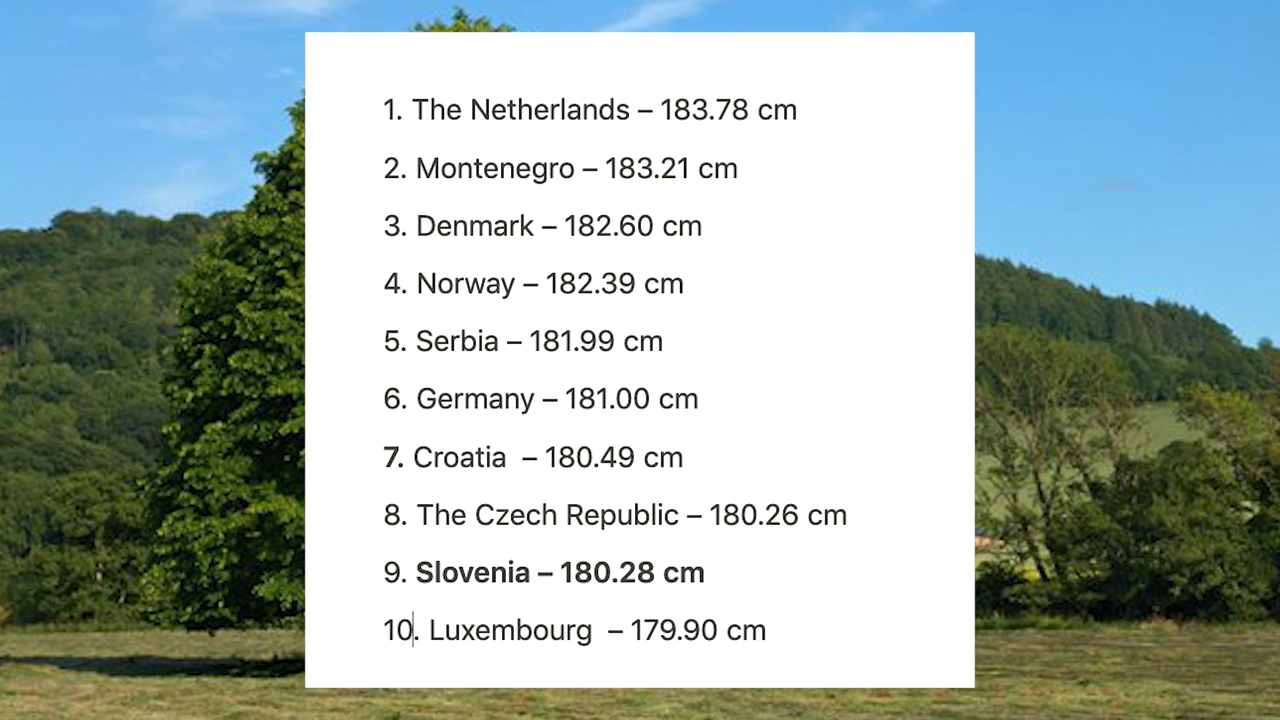 1. The Netherlands – 183.78 cm
2. Montenegro – 183.21 cm
3. Denmark – 182.60 cm
4. Norway – 182.39 cm
5. Serbia – 181.99 cm
6. Germany – 181.00 cm
7. Croatia  – 180.49 cm
8. The Czech Republic – 180.26 cm
9. Slovenia – 180.28 cm
10. Luxembourg  – 179.90 cm